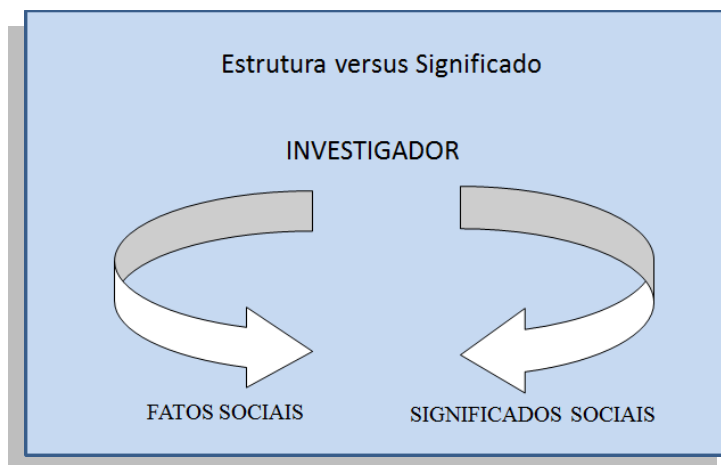 Estrutura versus Significado
INVESTIGADOR
FATOS SOCIAIS
SIGNIFICADOS SOCIAIS